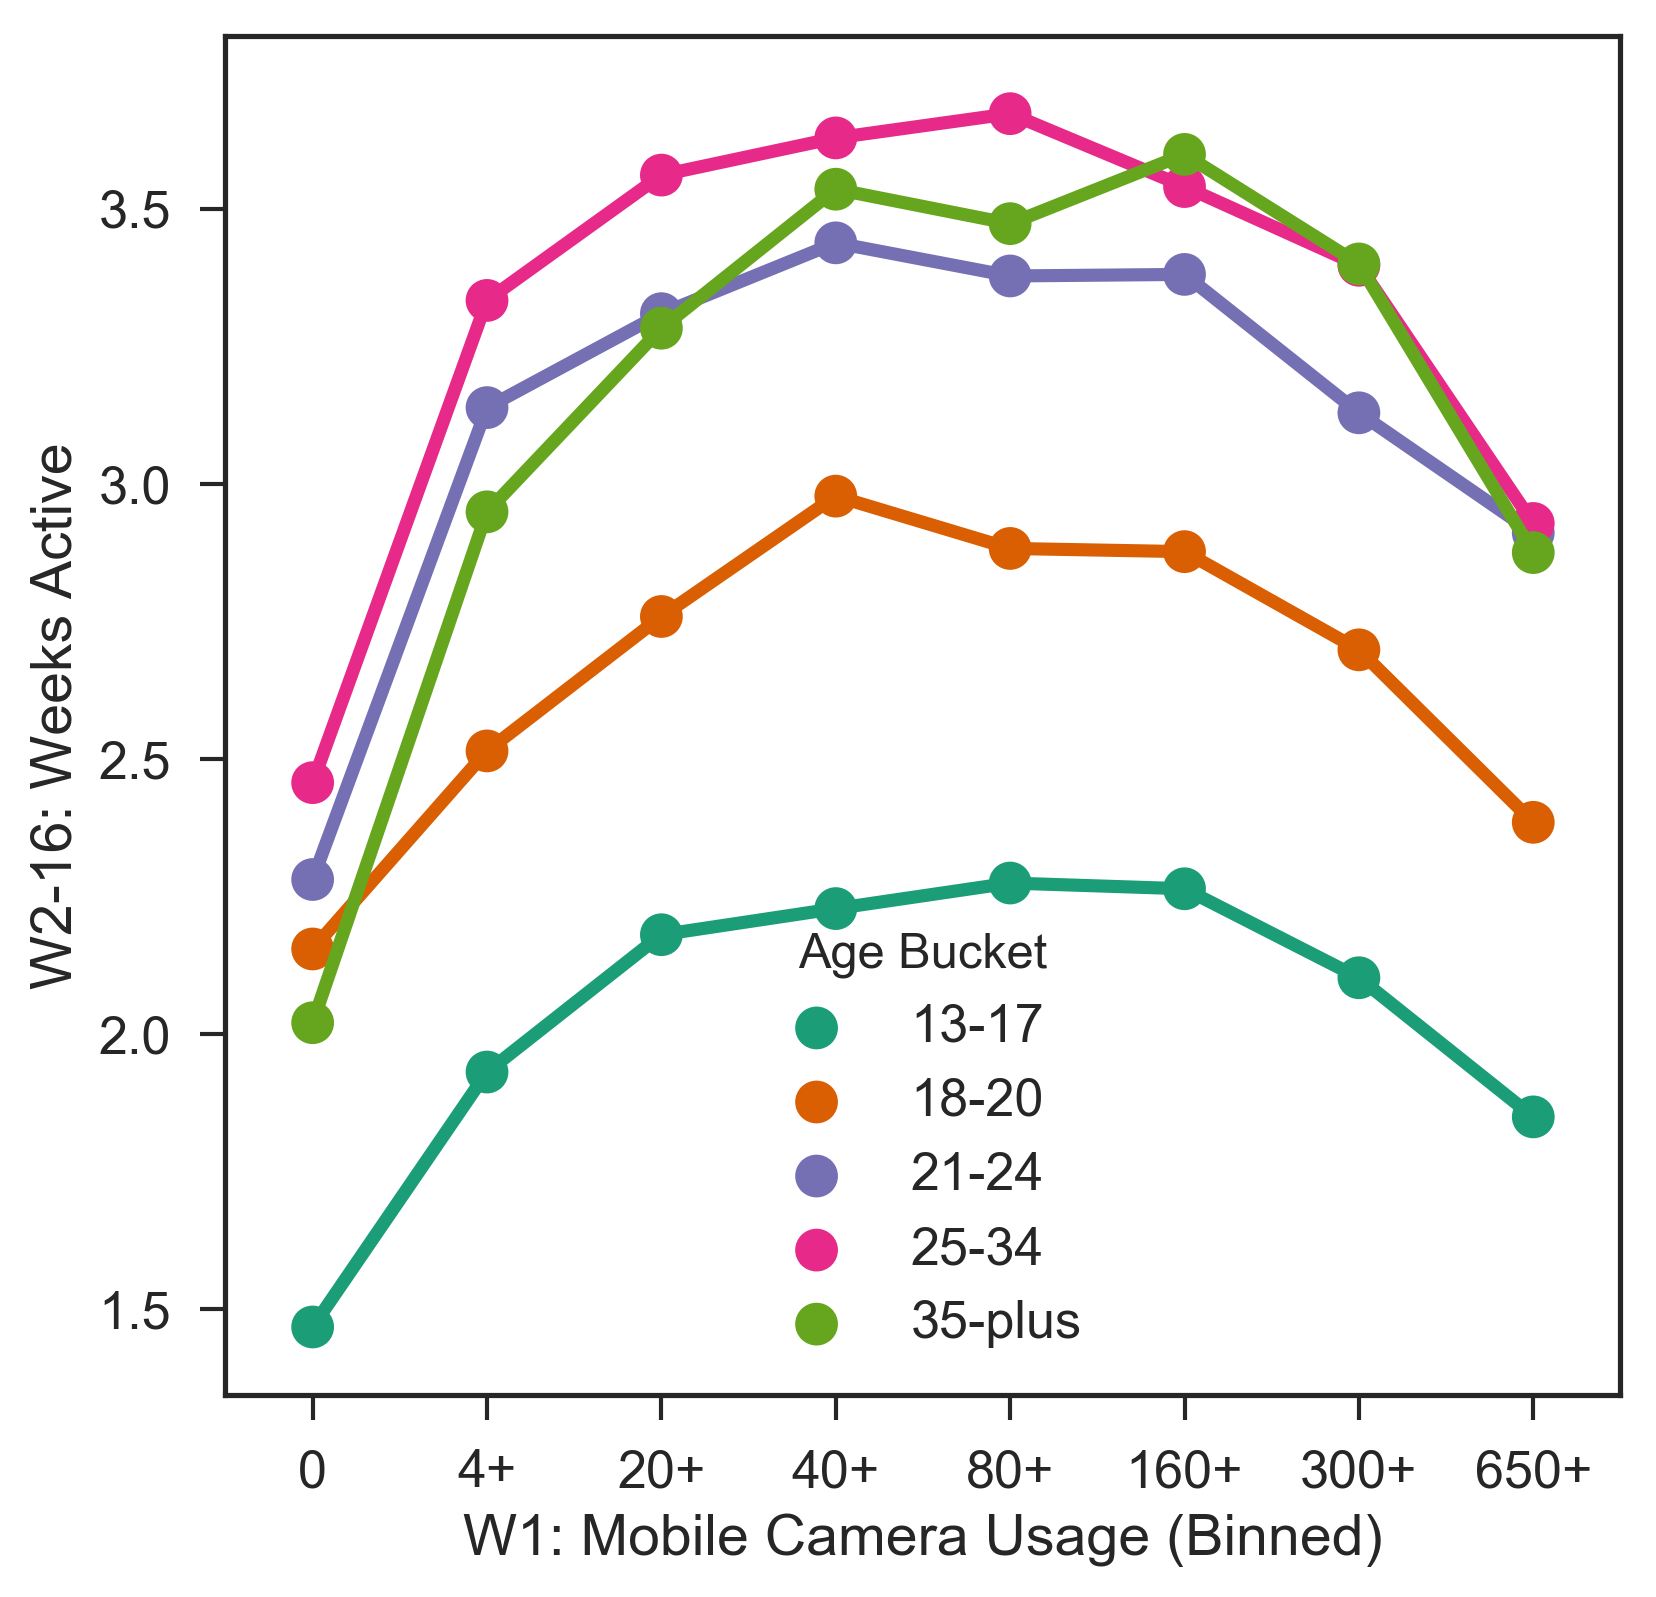 W2-16: Weeks Active
3.5
3.0
2.5
2.0
1.5
Age Bucket
13-17
18-20
21-24
25-34
35-plus
0 4+ 20+ 40+ 80+ 160+ 300+ 650+
W1: Mobile Camera Usage (Binned)